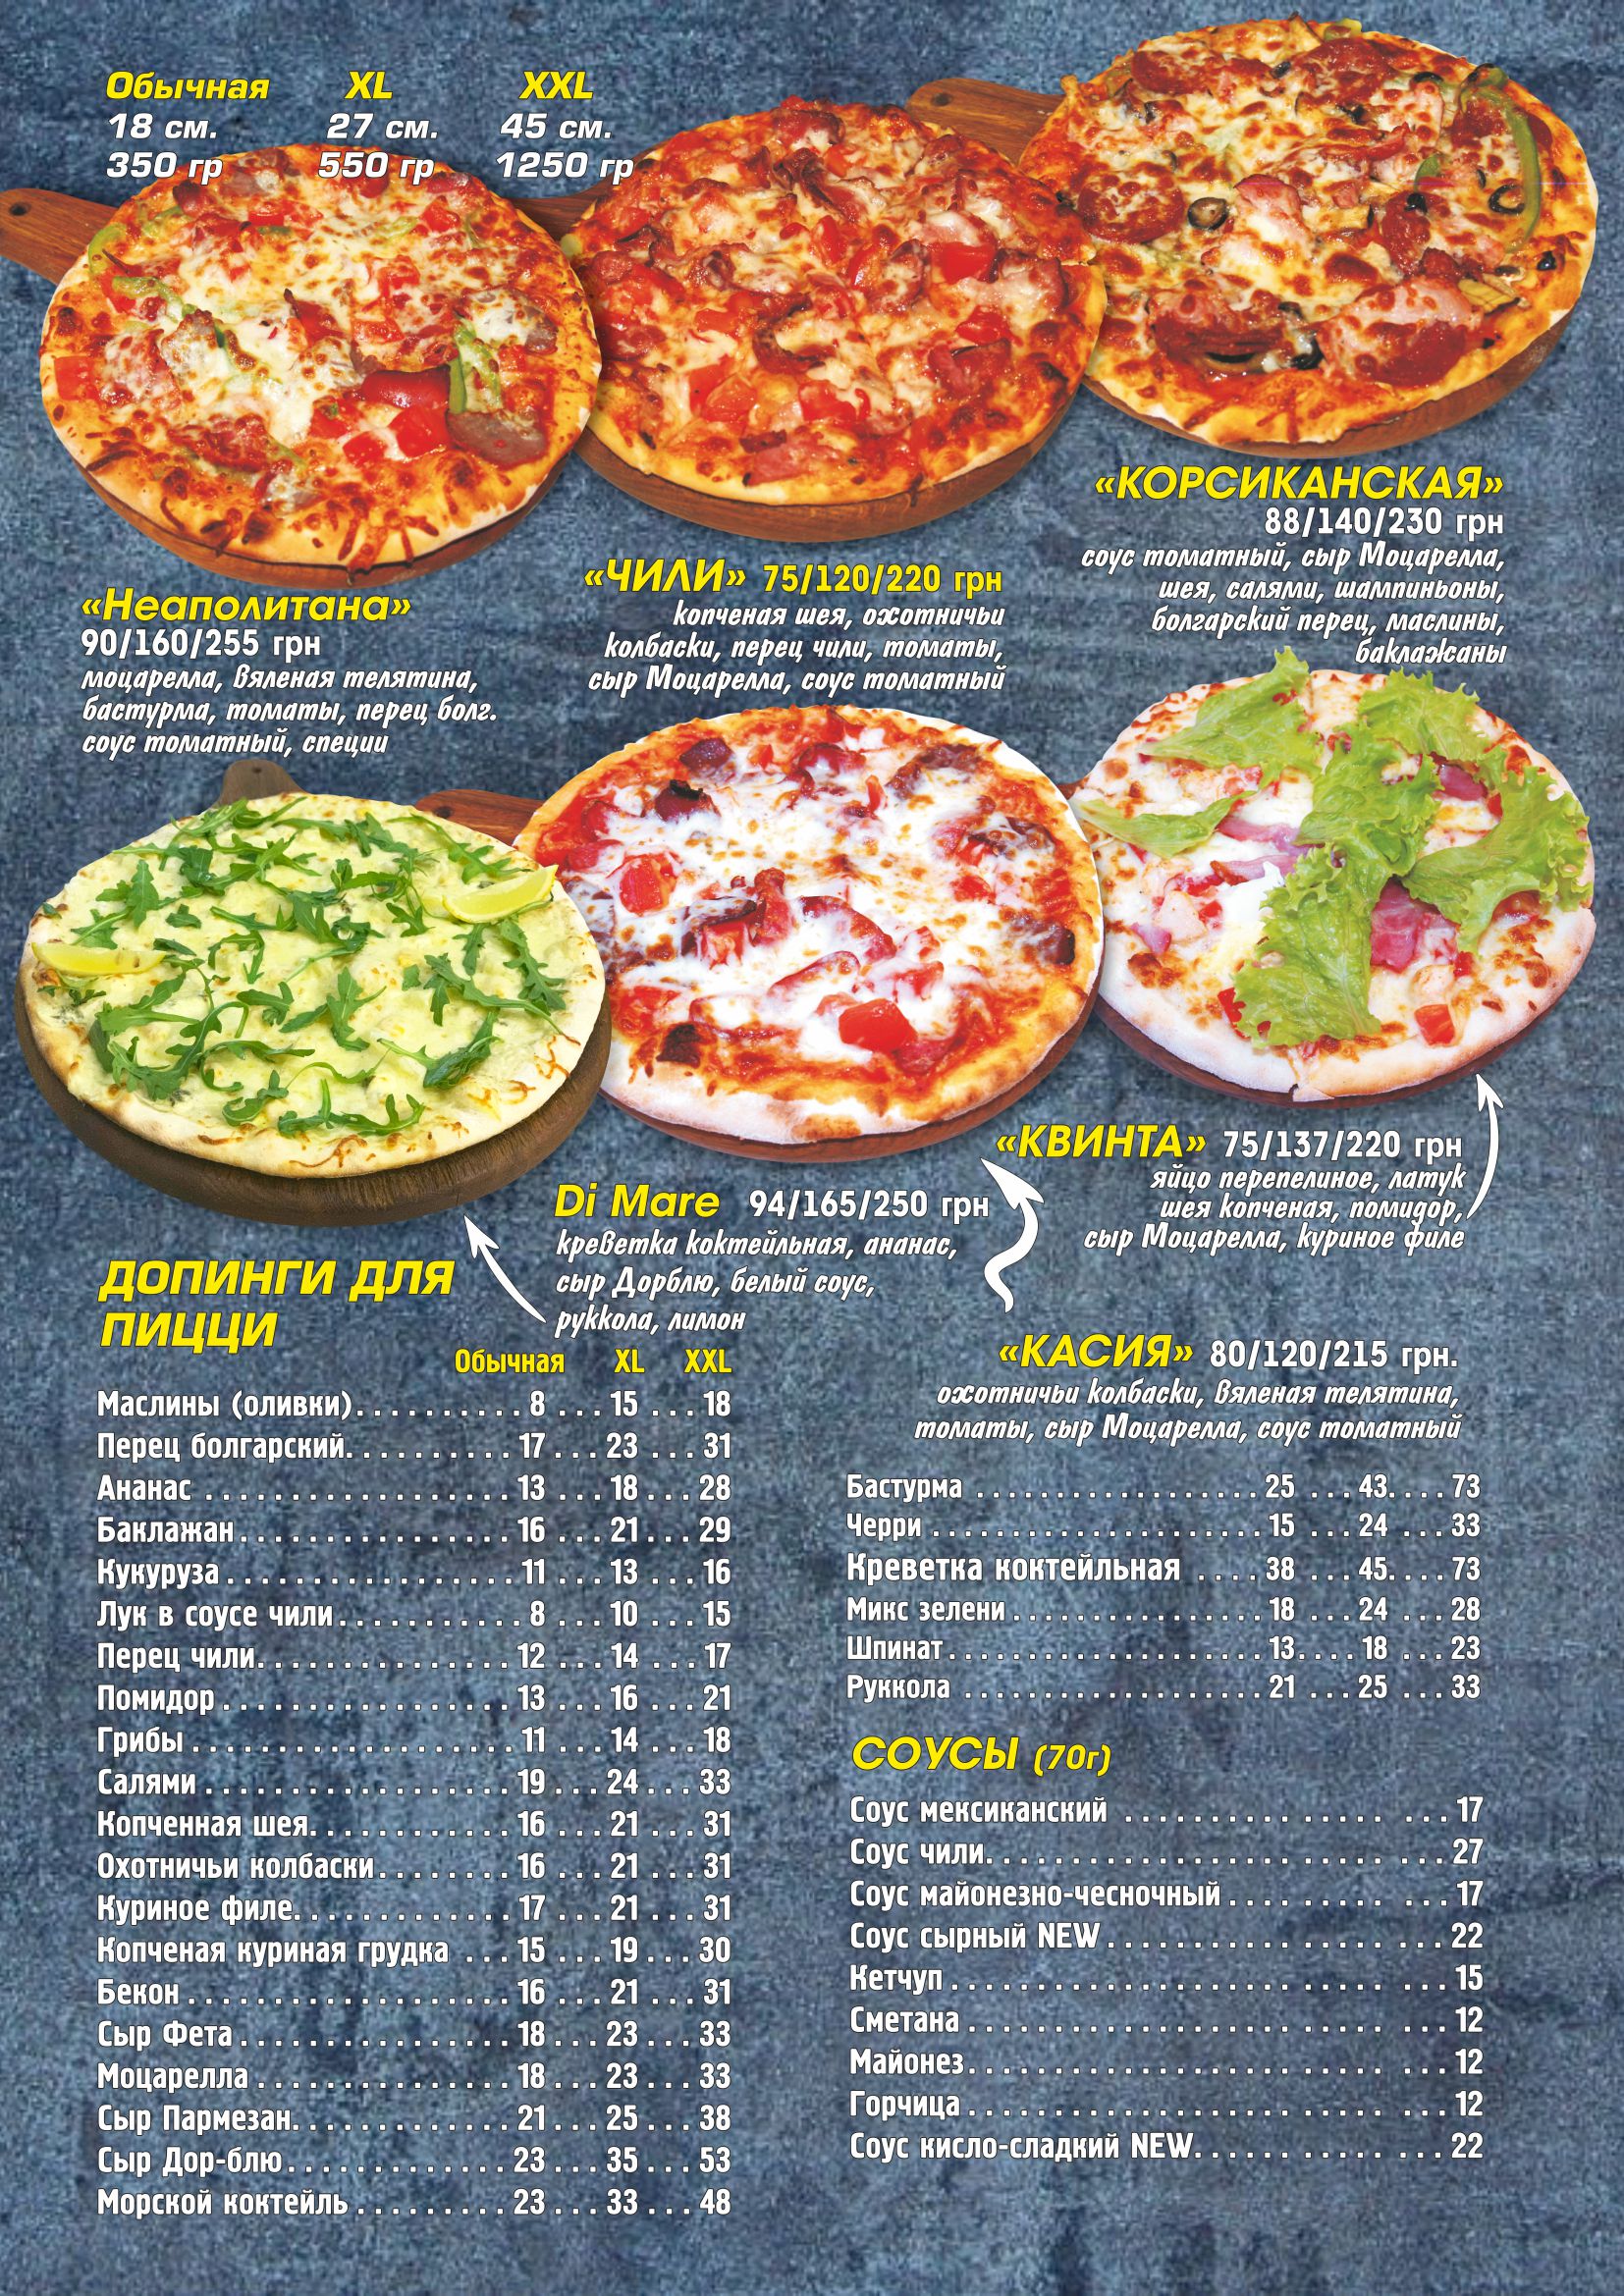 Обычная XL XXL
18 см. 27 см. 45 см.
350 гр 550 гр 1250 гр
«Неаполитана»
90/160/255 грн
моцарелла, вяленая телятина,
бастурма, томаты, перец болг.
соус томатный, специи
«ЧИЛИ» 75/120/220 грн
копченая шея, охотничьи
колбаски, перец чили, томаты,
сыр Моцарелла, соус томатный
«КОРСИКАНСКАЯ»
88/140/230 грн
соус томатный, сыр Моцарелла,
шея, салями, шампиньоны,
болгарский перец, маслины,
баклажаны
Di Mare 94/165/250 грн
креветка коктейльная, ананас,
сыр Дорблю, белый соус,
руккола, лимон
«КВИНТА» 75/137/220 грн
яйцо перепелиное, латук
шея копченая, помидор,
сыр Моцарелла, куриное филе
«КАСИЯ» 80/120/215 грн.
охотничьи колбаски, вяленая телятина,
томаты, сыр Моцарелла, соус томатный
ДОПИНГИ ДЛЯ
ПИЦЦИ
Обычная XL XXL
Маслины (оливки)..........8...15...18
Перец болгарский..........17...23...31
Ананас..................13...18...28
Баклажан................16...21...29
Кукуруза.................11...13...16
Лук в соусе чили...........8...10...15
Перец чили...............12...14...17
Помидор.................13...16...21
Грибы...................11...14...18
Салями..................19...24...33
Копченная шея............16...21...31
Охотничьи колбаски........16...21...31
Куриное филе.............17...21...31
Копченая куриная грудка...15...19...30
Бекон...................16...21...31
Сыр Фета................18...23...33
Моцарелла...............18...23...33
Сыр Пармезан.............21...25...38
Сыр Дор-блю.............23...35...53
Морской коктейль.........23...33...48
Бастурма.................25...43....73
Черри....................15...24...33
Креветка коктейльная....38...45....73
Микс зелени...............18...24...28
Шпинат...................13....18...23
Руккола..................21...25...33
СОУСЫ (70г)
Соус мексиканский..................17
Соус чили...........................27
Соус майонезно-чесночный............17
Соус сырный NEW....................22
Кетчуп.............................15
Сметана............................12
Майонез............................12
Горчица............................12
Соус кисло-сладкий NEW..............22